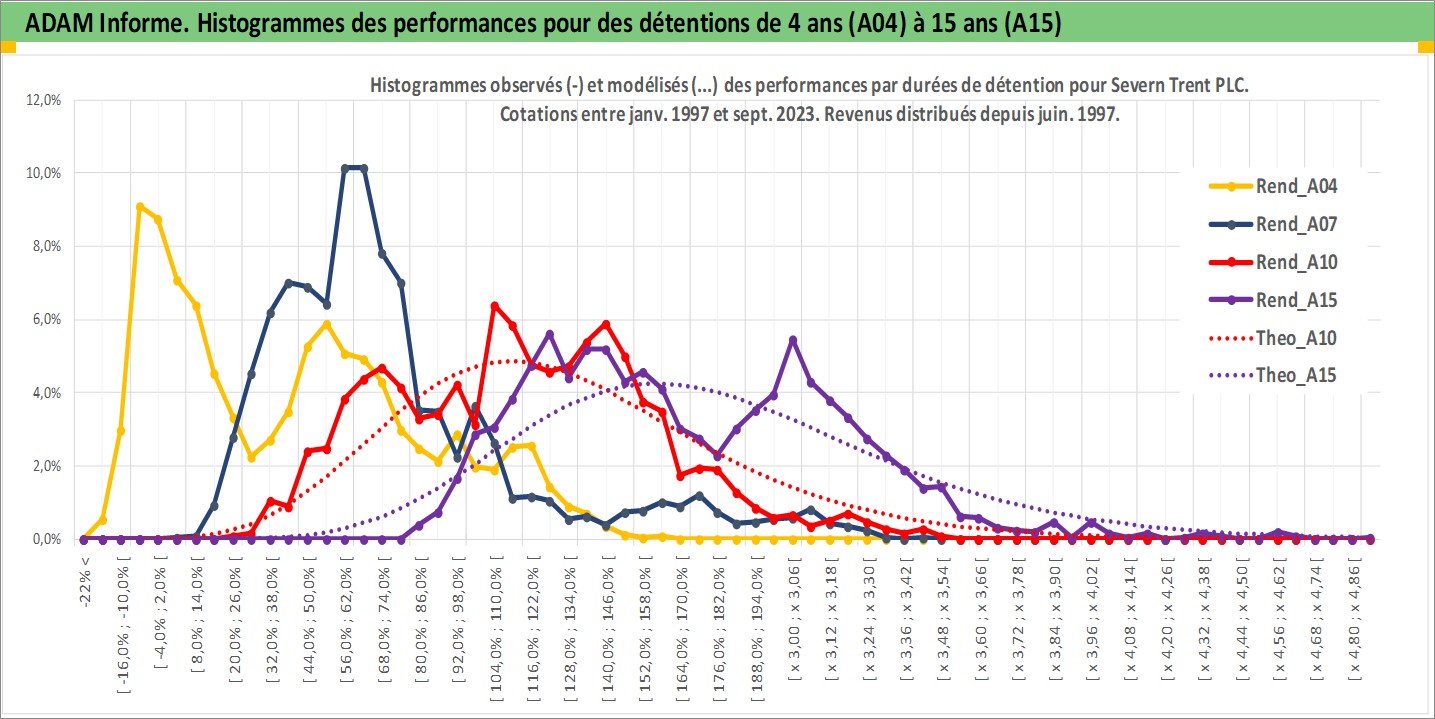 ADAM Informe. Histogrammes des performances pour des détentions de 4 ans (A04) à 15 ans (A15)
Histogrammes observés (-) et modélisés (...) des performances par durées de détention pour Severn Trent PLC.
Cotations entre janv. 1997 et sept. 2023. Revenus distribués depuis juin. 1997.
12,0%
10,0%
8,0%
6,0%
4,0%
2,0%
0,0%
Rend_A04
Rend_A07
Rend_A10
Rend_A15
Theo_A10
Theo_A15
-22% <
[ -16,0% ; -10,0% [
[ -4,0% ; 2,0% [
[ 8,0% ; 14,0% [
[ 20,0% ; 26,0% [
[ 32,0% ; 38,0% [
[ 44,0% ; 50,0% [
[ 56,0% ; 62,0% [
[ 68,0% ; 74,0% [
[ 80,0% ; 86,0% [
[ 92,0% ; 98,0% [
[ 104,0% ; 110,0% [
[ 116,0% ; 122,0% [
[ 128,0% ; 134,0% [
[ 140,0% ; 146,0% [
[ 152,0% ; 158,0% [
[ 164,0% ; 170,0% [
[ 176,0% ; 182,0% [
[ 188,0% ; 194,0% [
[ x 3,00 ; x 3,06 [
[ x 3,12 ; x 3,18 [
[ x 3,24 ; x 3,30 [
[ x 3,36 ; x 3,42 [
[ x 3,48 ; x 3,54 [
[ x 3,60 ; x 3,66 [
[ x 3,72 ; x 3,78 [
[ x 3,84 ; x 3,90 [
[ x 3,96 ; x 4,02 [
[ x 4,08 ; x 4,14 [
[ x 4,20 ; x 4,26 [
[ x 4,32 ; x 4,38 [
[ x 4,44 ; x 4,50 [
[ x 4,56 ; x 4,62 [
[ x 4,68 ; x 4,74 [
[ x 4,80 ; x 4,86 [